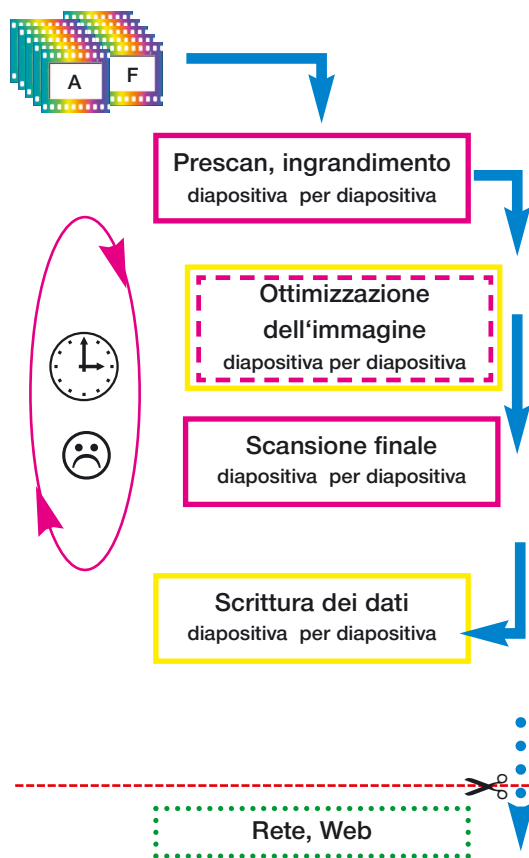 A
F
Prescan, ingrandimento
diapositiva per diapositiva
Ottimizzazione
dell‘immagine
diapositiva per diapositiva
Scansione finale
diapositiva per diapositiva
Scrittura dei dati
diapositiva per diapositiva
Rete, Web